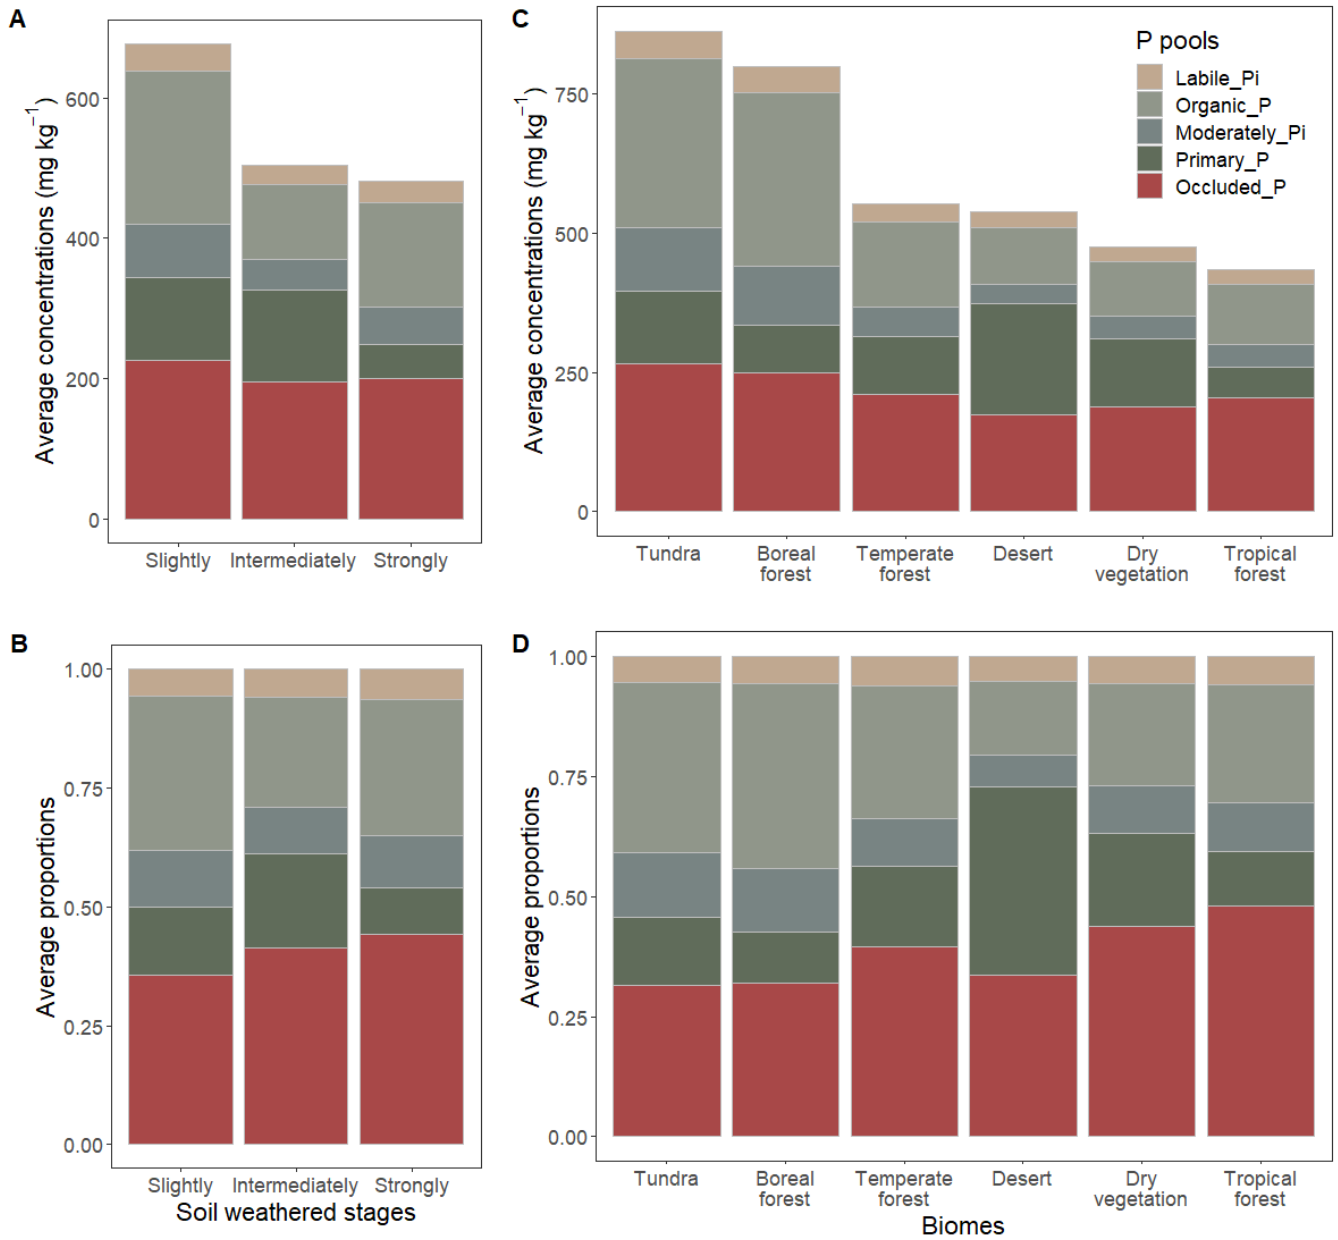 A
Average concentrations (mg kg−1)
600
400
200
0
Slightly Intermediately Strongly
C
Average concentrations (mg kg−1)
750
500
250
0
P pools
Labile_Pi
Organic_P
Moderately_Pi
Primary_P
Occluded_P
Tundra Boreal forest Temperate forest Desert Dry vegetation Tropical forest
B
Average proportions
1.00
0.75
0.50
0.25
0.00
Slightly Intermediately Strongly
Soil weathered stages
D
Average proportions
1.00
0.75
0.50
0.25
0.00
Tundra Boreal forest Temperate forest Desert Dry vegetation Tropical forest
Biomes